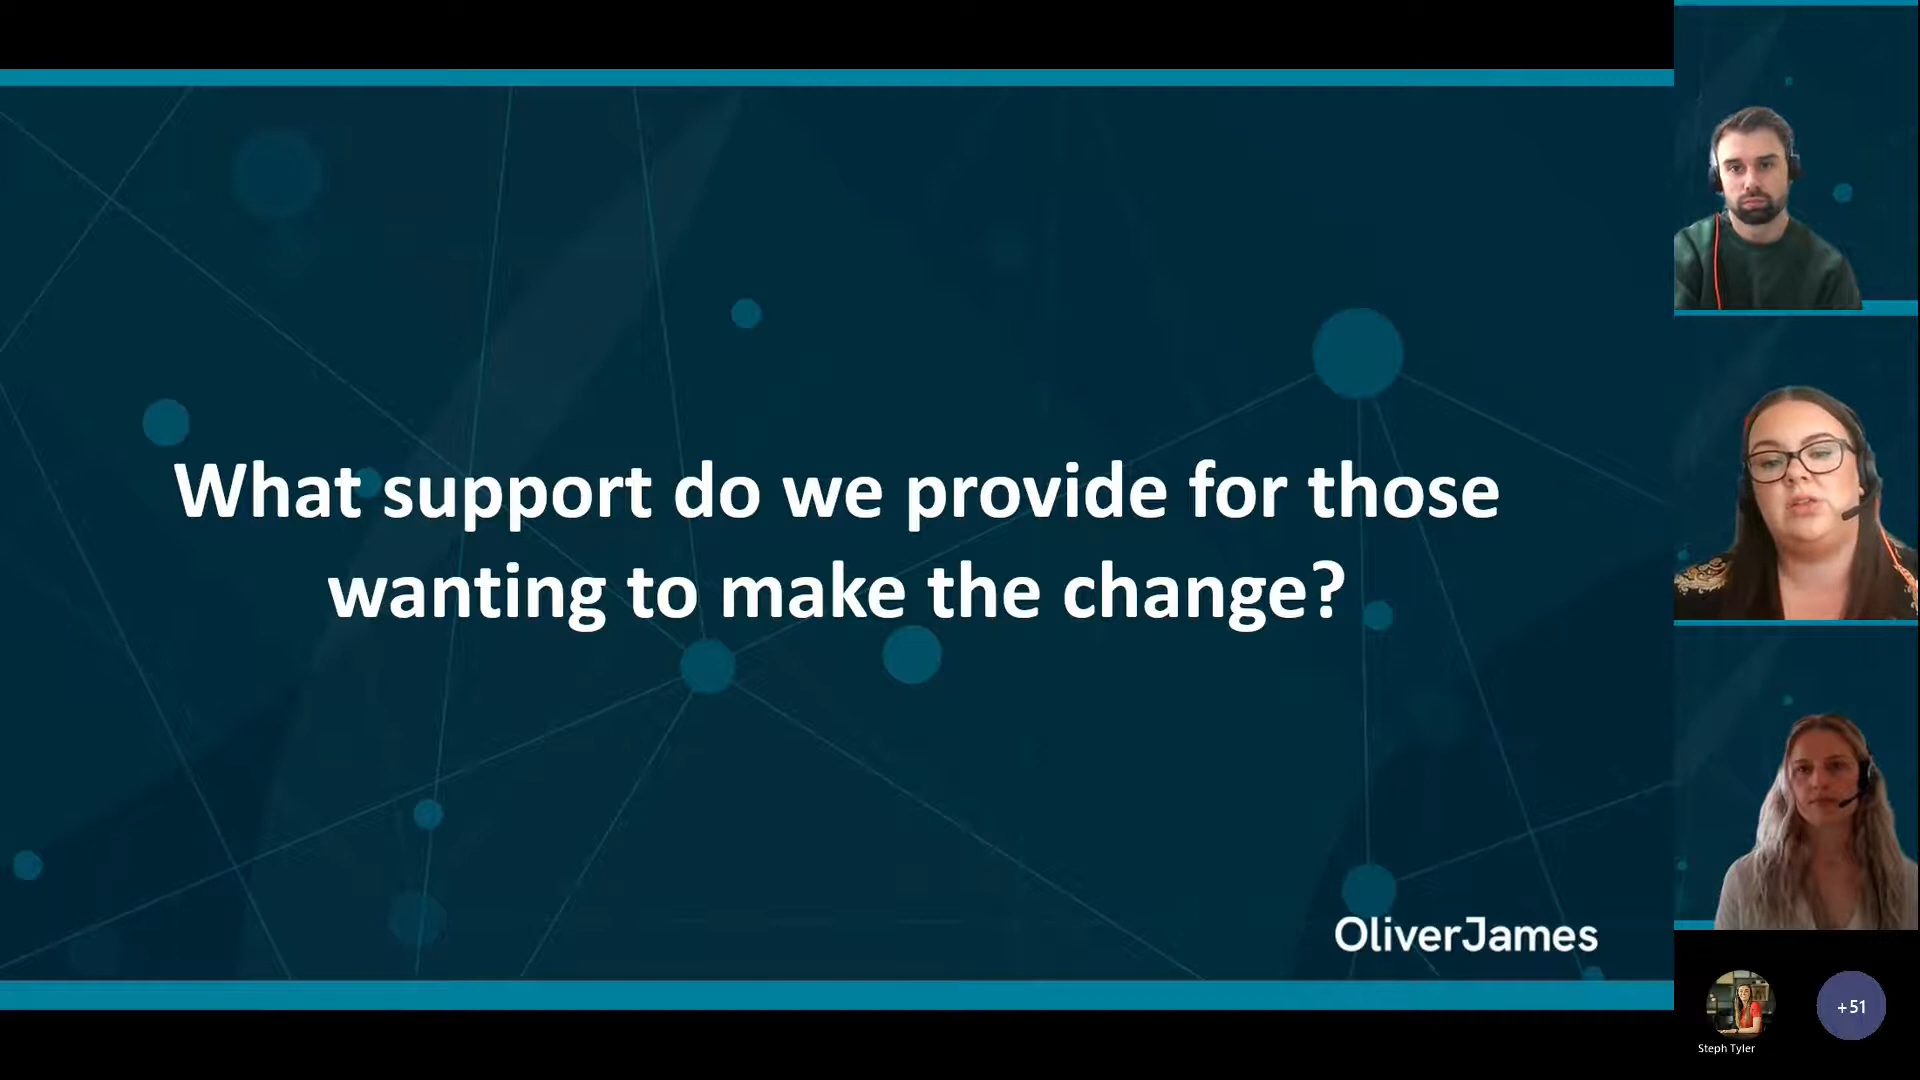 What support do we provide for those
wanting to make the change?
OliverJames
+51
Steph Tyler